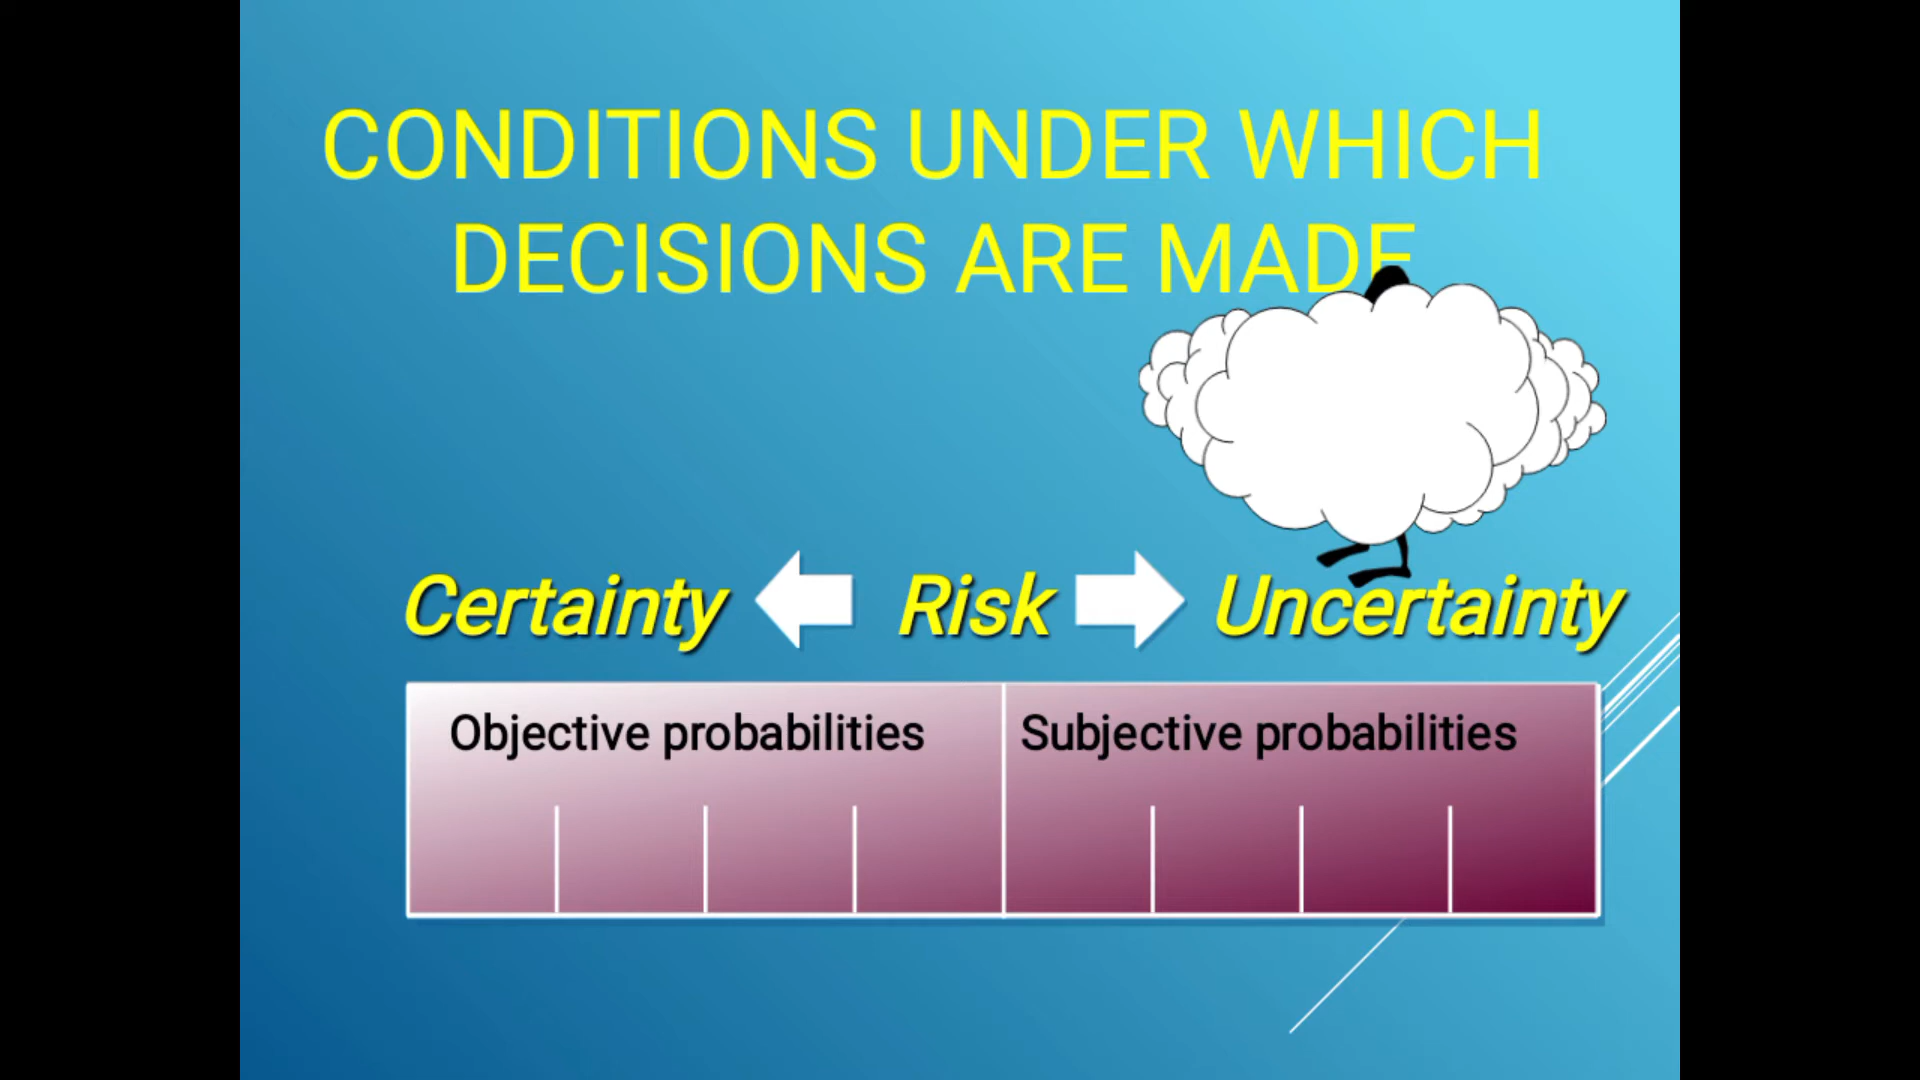 CONDITIONS UNDER WHICH
DECISIONS ARE MADE
Certainty Risk Uncertainty
Objective probabilities Subjective probabilities